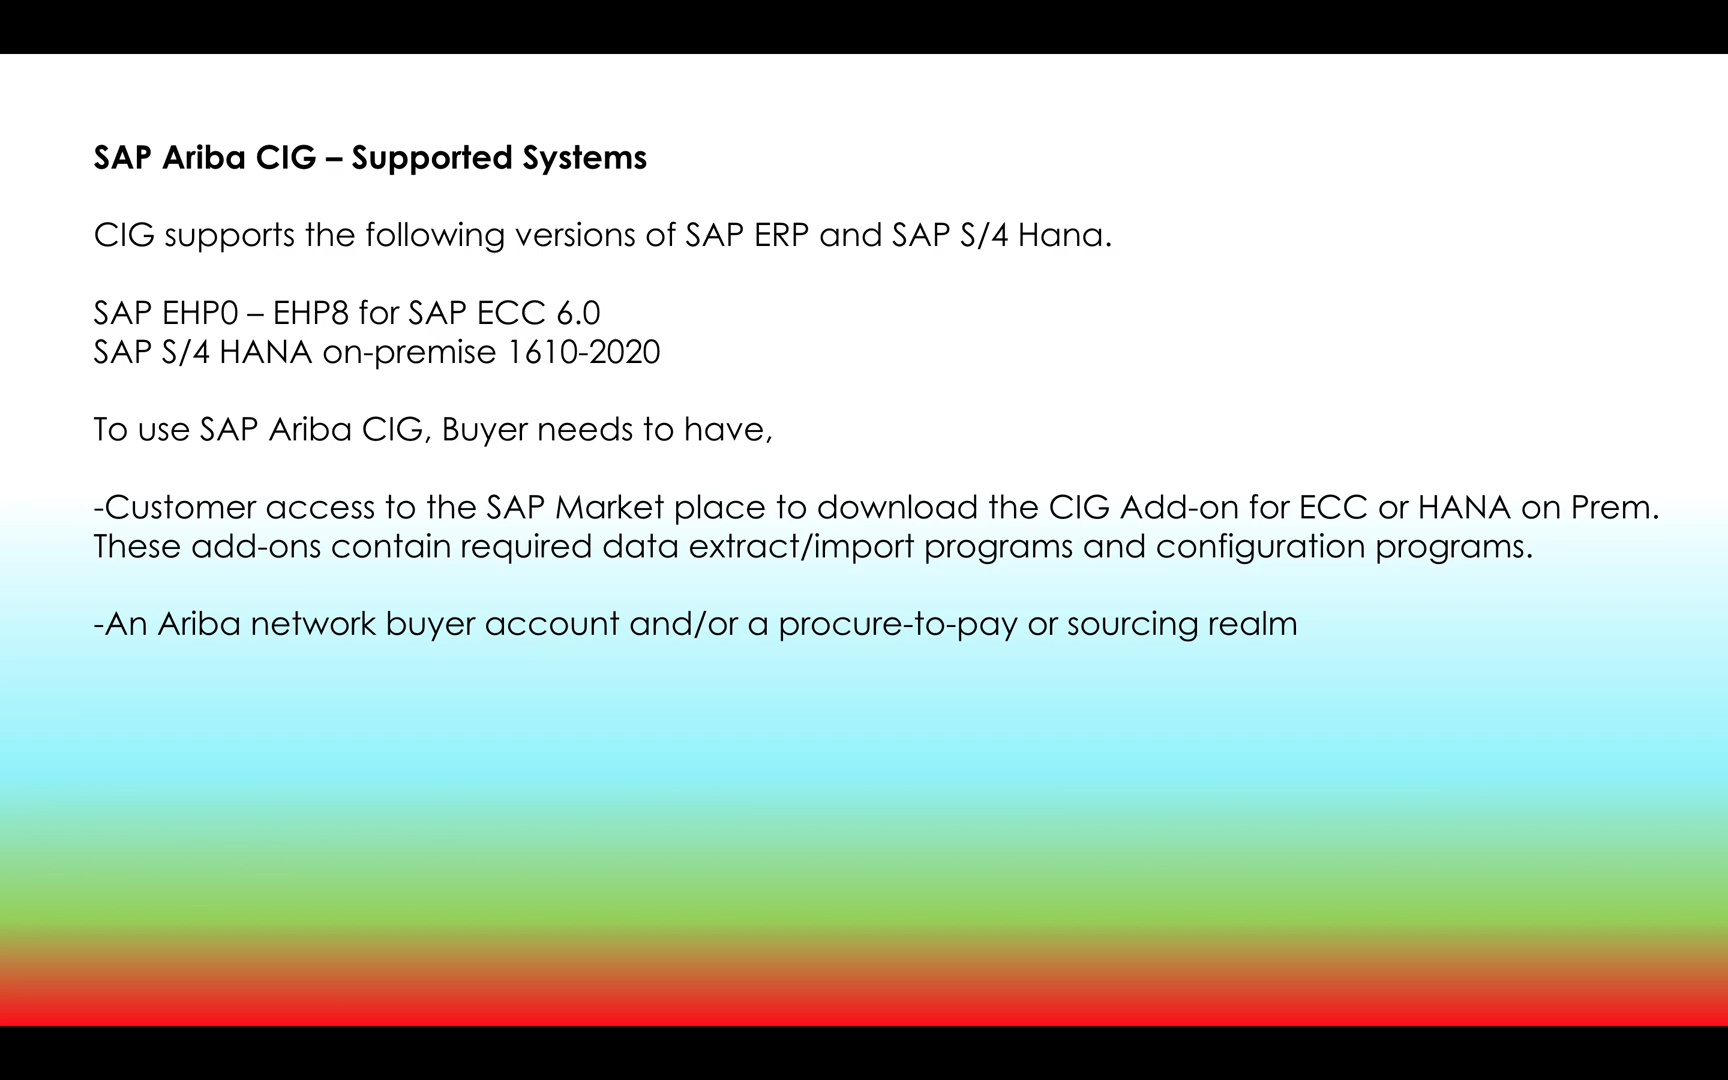 SAP Ariba CIG – Supported Systems
CIG supports the following versions of SAP ERP and SAP S/4 Hana.
SAP EHP0 – EHP8 for SAP ECC 6.0
SAP S/4 HANA on-premise 1610-2020
To use SAP Ariba CIG, Buyer needs to have,
-Customer access to the SAP Market place to download the CIG Add-on for ECC or HANA on Prem.
These add-ons contain required data extract/import programs and configuration programs.
-An Ariba network buyer account and/or a procure-to-pay or sourcing realm